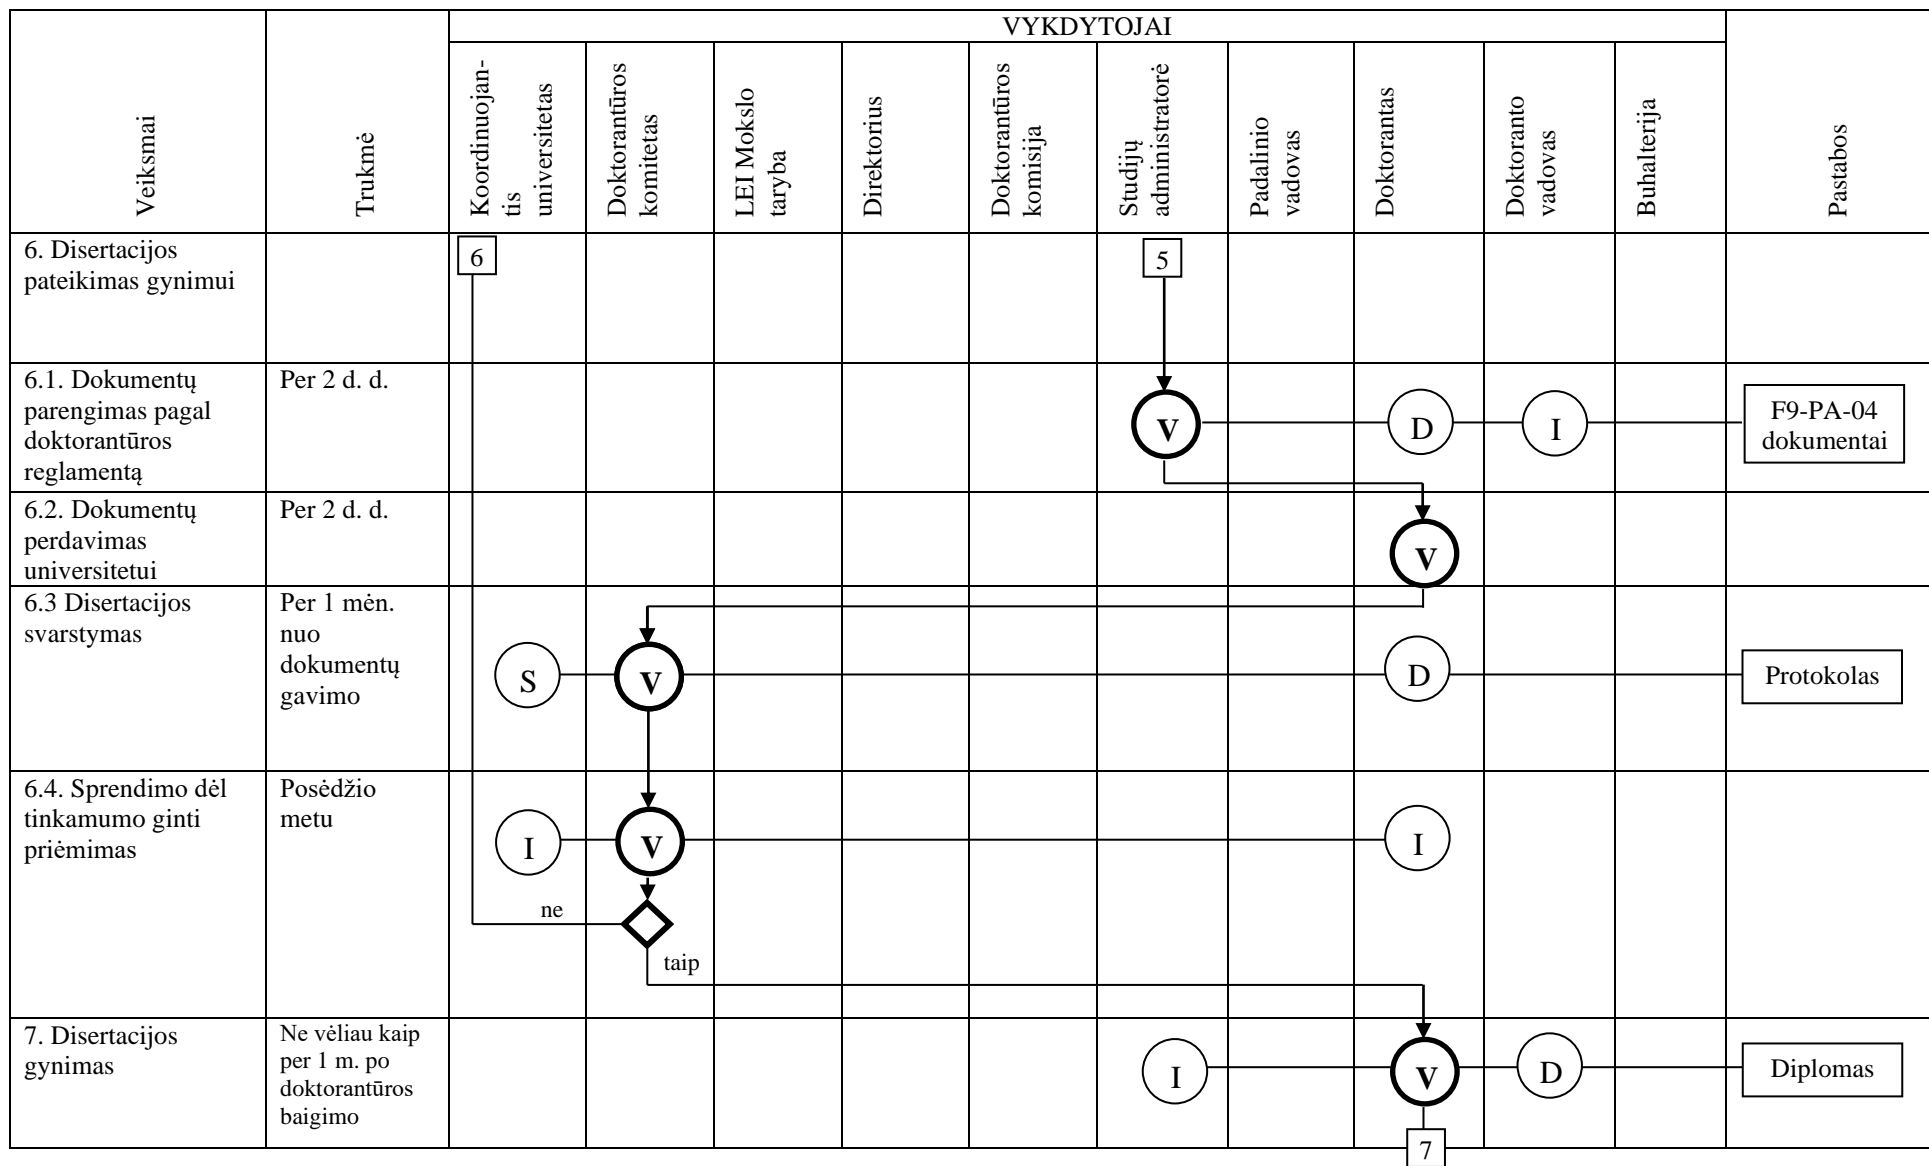 VYKDYTOJAI
Veiksmai
Trukmė
Koordinuojan-
tis
universitetas
Doktorantūros
komitetas
LEI Mokslo
taryba
Direktorius
Doktorantūros
komisija
Studijų
administratorė
Padalinio
vadovas
Doktorantas
Doktoranto
vadovas
Buhalterija
Pastabos
6. Disertacijos
pateikimas gynimui
6
5
6.1. Dokumentų
parengimas pagal
doktorantūros
reglamentą
Per 2 d. d.
V
D
I
F9-PA-04
dokumentai
6.2. Dokumentų
perdavimas
universitetui
Per 2 d. d.
V
6.3 Disertacijos
svarstymas
Per 1 mėn.
nuo
dokumentų
gavimo
S
V
D
Protokolas
6.4. Sprendimo dėl
tinkamumo ginti
priėmimas
Posėdžio
metu
I
V
I
ne
taip
7. Disertacijos
gynimas
Ne vėliau kaip
per 1 m. po
doktorantūros
baigimo
I
V
D
Diplomas
7